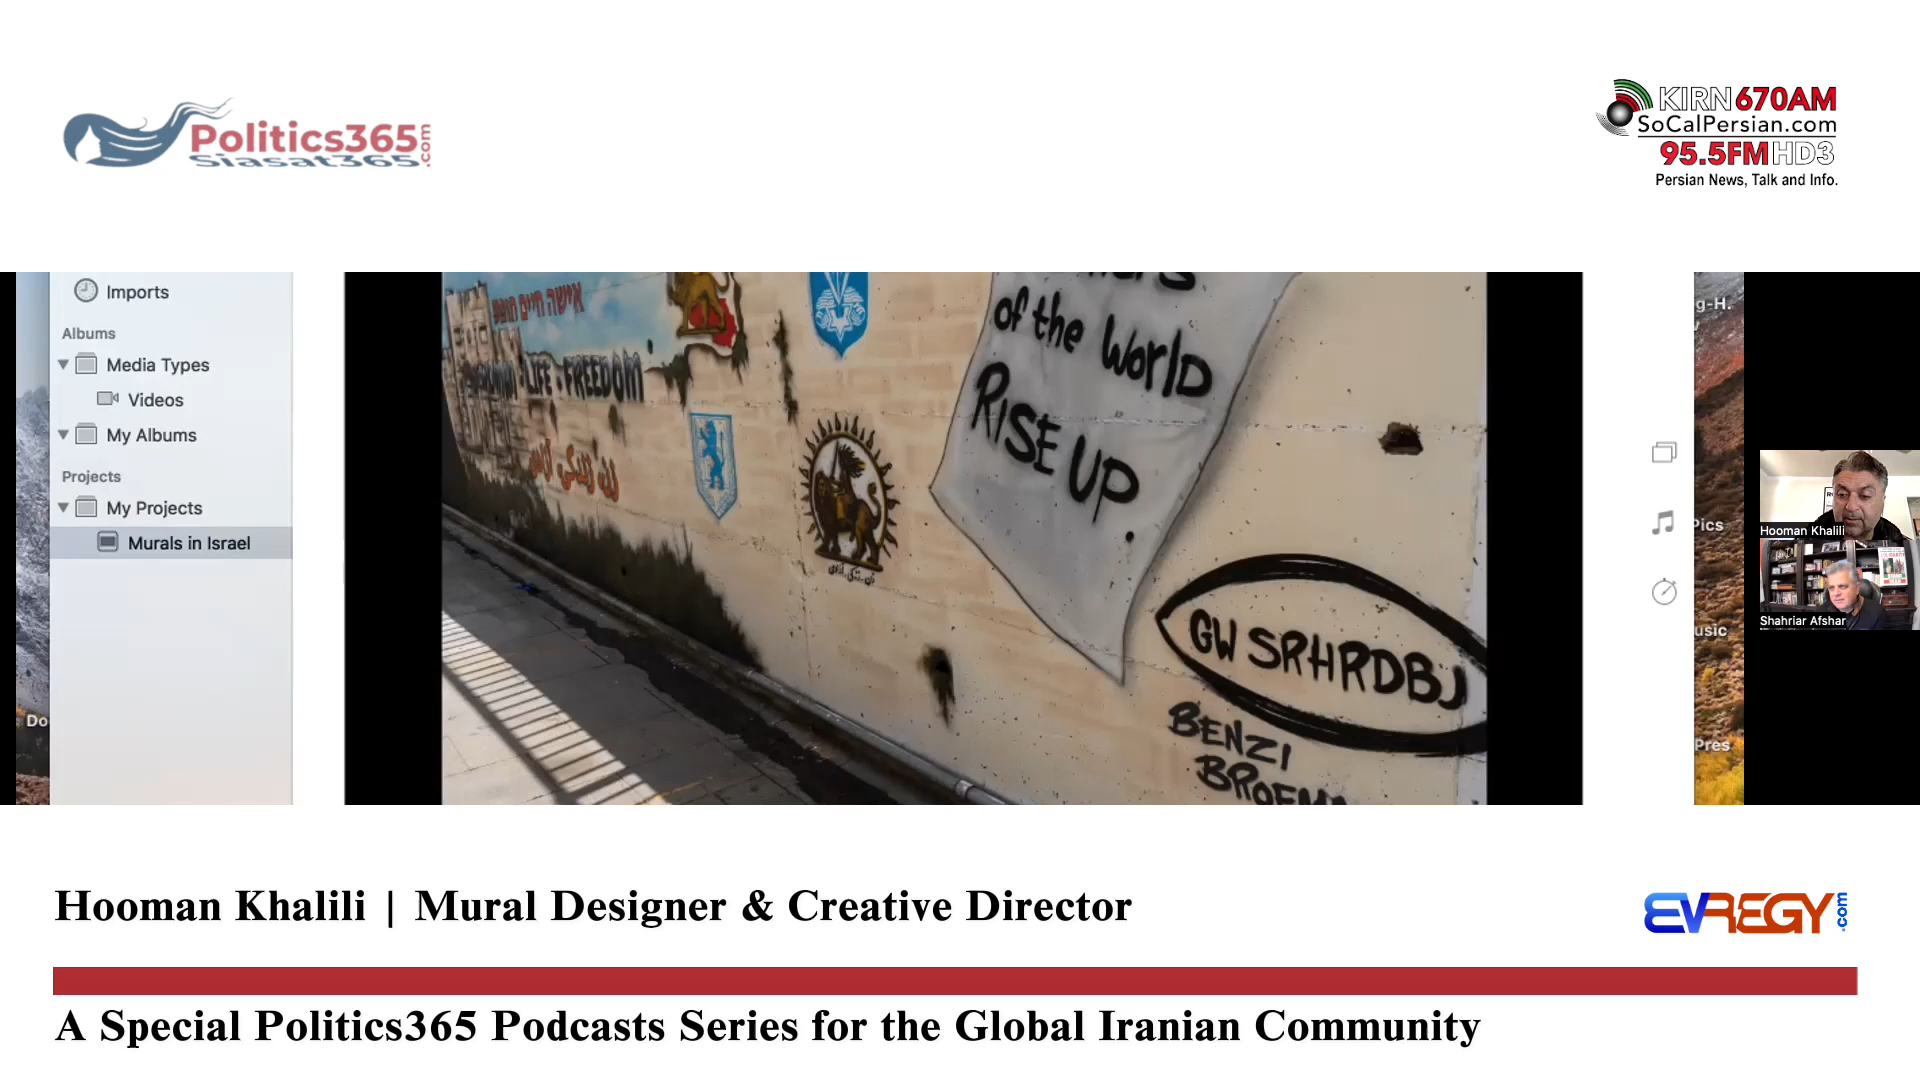 Politics365
Siasat365
.com
KIRN 670AM
SoCalPersian.com
95.5FM HD3
Persian News, Talk and Info.
Imports
Albums
Media Types
Videos
My Albums
Projects
My Projects
Murals in Israel
Do
אישה חיים חופש
LIFE FREEDOM
of the World
RISE UP.
GW SRHRDBJ
BENZI
g-H.
Pics
usic
Pres
Hooman Khalili
Shahriar Afshar
Hooman Khalili | Mural Designer & Creative Director
EVREGY.com
A Special Politics365 Podcasts Series for the Global Iranian Community